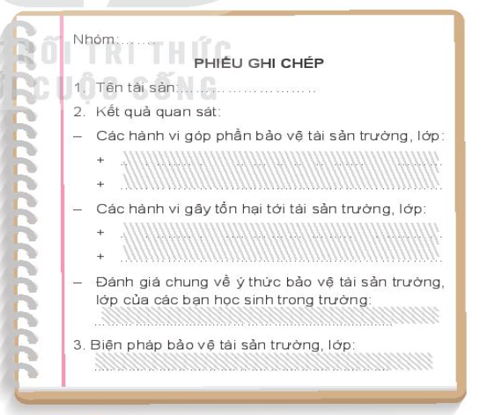 Nhóm:........
RỐI TRI THỨC
PHIẾU GHI CHÉP
CUỘC SỐNG
1. Tên tài sản:...........................
2. Kết quả quan sát:
– Các hành vi góp phần bảo vệ tài sản trường, lớp:
+
+
– Các hành vi gây tổn hại tới tài sản trường, lớp:
+
+
– Đánh giá chung về ý thức bảo vệ tài sản trường,
lớp của các bạn học sinh trong trường:
3. Biện pháp bảo vệ tài sản trường, lớp: